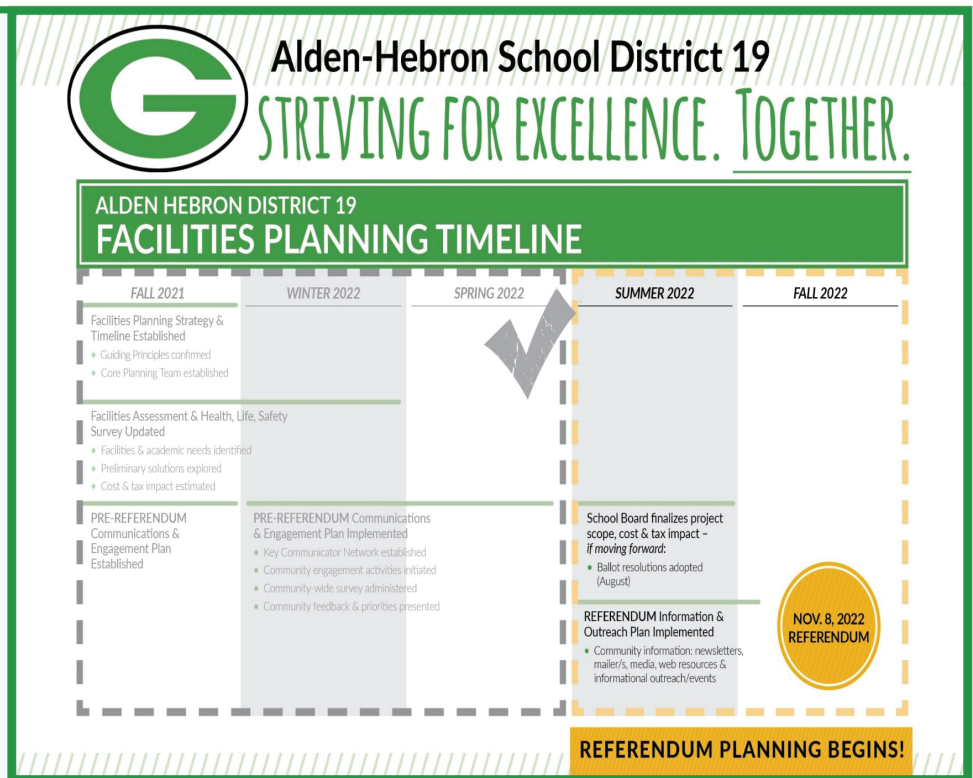 G
Alden-Hebron School District 19
STRIVING FOR EXCELLENCE. TOGETHER.
ALDEN HEBRON DISTRICT 19
FACILITIES PLANNING TIMELINE
FALL 2021
WINTER 2022
SPRING 2022
SUMMER 2022
FALL 2022
Facilities Planning Strategy &
Timeline Established
• Guiding Principles confirmed
• Core Planning Team established
Facilities Assessment & Health, Life, Safety
Survey Updated
• Facilities & academic needs identified
• Preliminary solutions explored
• Cost & tax impact estimated
PRE-REFERENDUM
Communications &
Engagement Plan
Established
PRE-REFERENDUM Communications
& Engagement Plan Implemented
• Key Communicator Network established
• Community engagement activities initiated
• Community-wide survey administered
• Community feedback & priorities presented
School Board finalizes project
scope, cost & tax impact –
if moving forward:
• Ballot resolutions adopted
(August)
REFERENDUM Information &
Outreach Plan Implemented
• Community information: newsletters,
mailer/s, media, web resources &
informational outreach/events
NOV. 8, 2022
REFERENDUM
REFERENDUM PLANNING BEGINS!